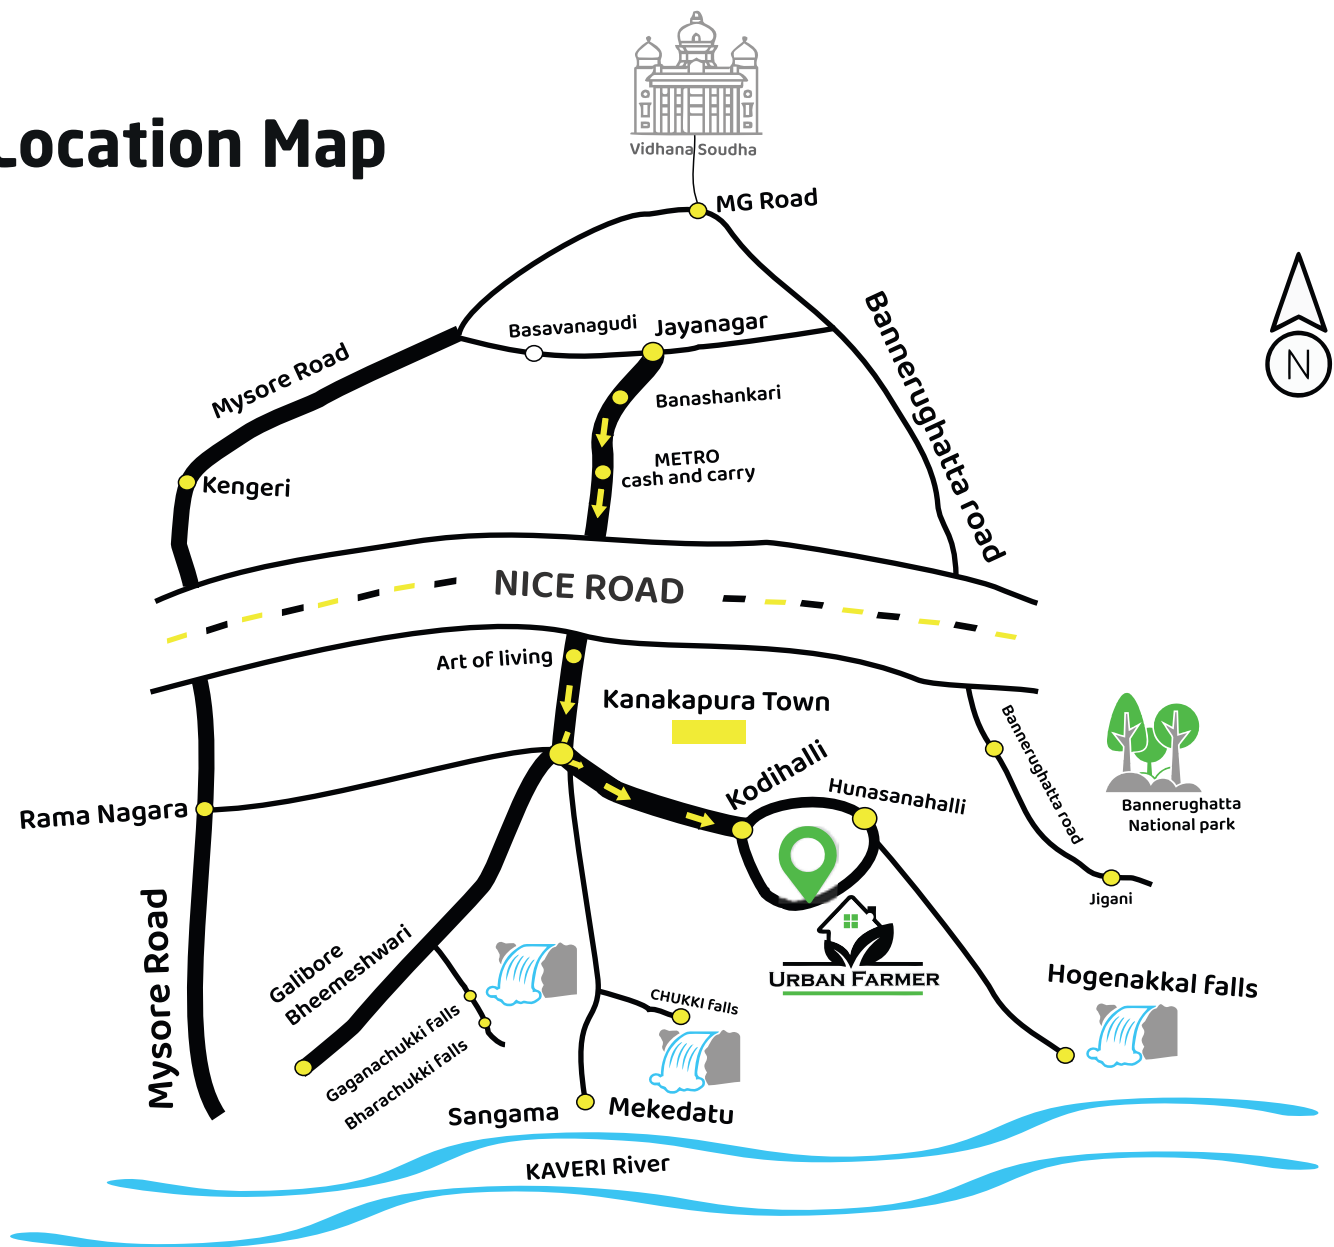 Vidhana Soudha
Location Map
MG Road
Basavanagudi
Jayanagar
Bannerughatta road
Mysore Road
Banashankari
METRO
cash and carry
Kengeri
N
NICE ROAD
Art of living
Kanakapura Town
Kodihalli
Hunasanahalli
Bannerughatta road
Bannerughatta
National park
Rama Nagara
Jigani
Mysore Road
Galibore
Bheemeshwari
URBAN FARMER
Hogenakkal falls
CHUKKI falls
Gaganachukki falls
Bharachukki falls
Sangama
Mekedatu
KAVERI River